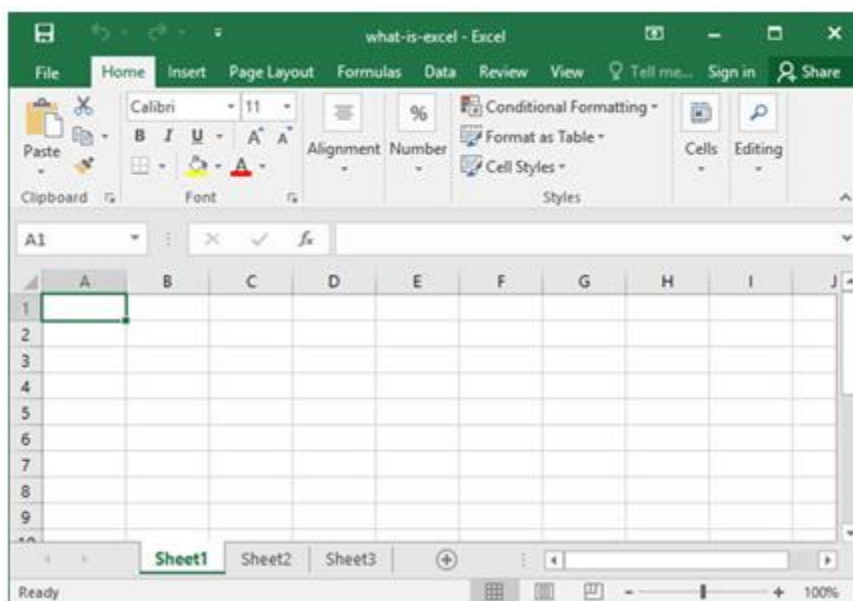 what-is-excel - Excel
File Home Insert Page Layout Formulas Data Review View Tell me... Sign in Share
Paste
Calibri 11
B I U A A
A
Alignment
Number
%
Conditional Formatting
Format as Table
Cell Styles
Cells
Editing
Clipboard Font Styles
A1 fx
A B C D E F G H I J
1
2
3
4
5
6
7
8
9
10
Sheet1 Sheet2 Sheet3
Ready 100%